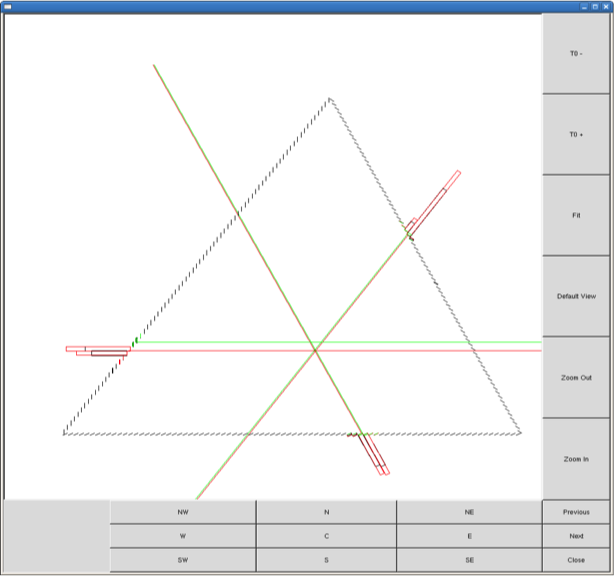 T0 -
T0 +
Fit
Default View
Zoom Out
Zoom In
NW N NE Previous
W C E Next
SW S SE Close